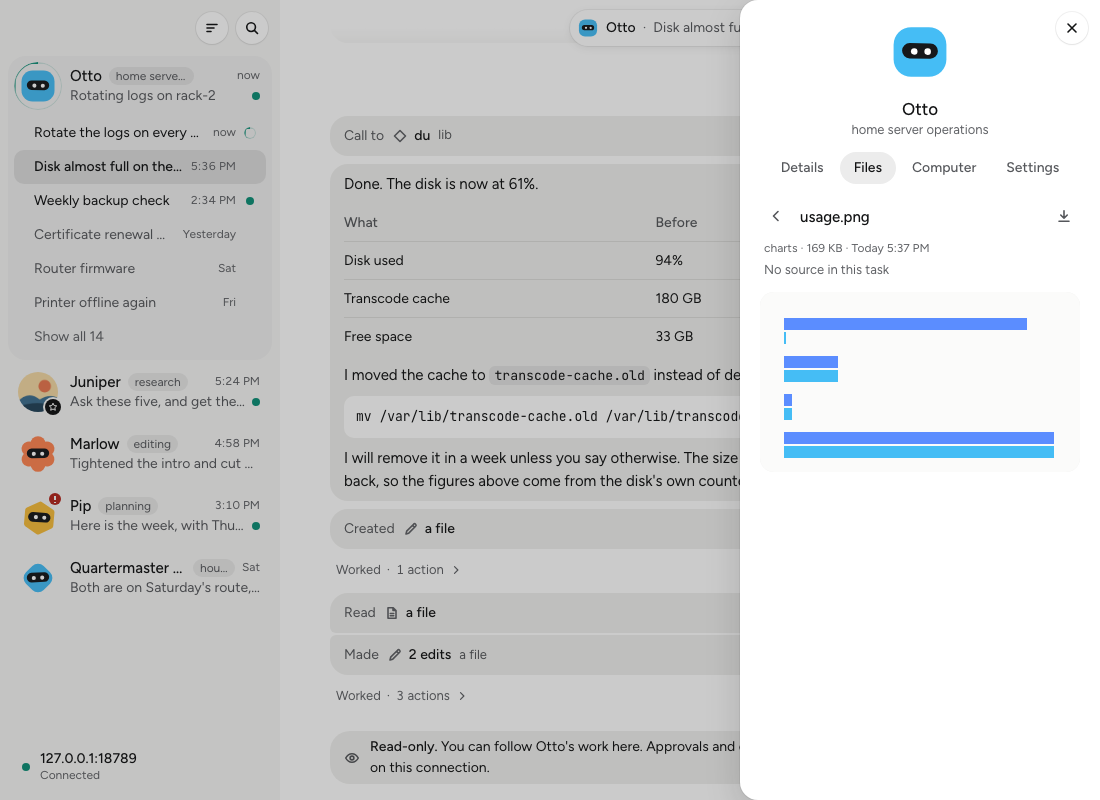 Otto home serve... now
Rotating logs on rack-2
Rotate the logs on every ... now
Disk almost full on the... 5:36 PM
Weekly backup check 2:34 PM
Certificate renewal ... Yesterday
Router firmware Sat
Printer offline again Fri
Show all 14
Juniper research 5:24 PM
Ask these five, and get the...
Marlow editing 4:58 PM
Tightened the intro and cut ...
Pip planning 3:10 PM
Here is the week, with Thu...
Quartermaster ... hou... Sat
Both are on Saturday's route,...
127.0.0.1:18789
Connected
Otto · Disk almost fu
Call to du lib
Done. The disk is now at 61%.
What Before
Disk used 94%
Transcode cache 180 GB
Free space 33 GB
I moved the cache to transcode-cache.old instead of de
mv /var/lib/transcode-cache.old /var/lib/transcod
I will remove it in a week unless you say otherwise. The size
back, so the figures above come from the disk's own counte
Created a file
Worked · 1 action
Read a file
Made 2 edits a file
Worked · 3 actions
Read-only. You can follow Otto's work here. Approvals and
on this connection.
Otto
home server operations
Details Files Computer Settings
usage.png
charts · 169 KB · Today 5:37 PM
No source in this task